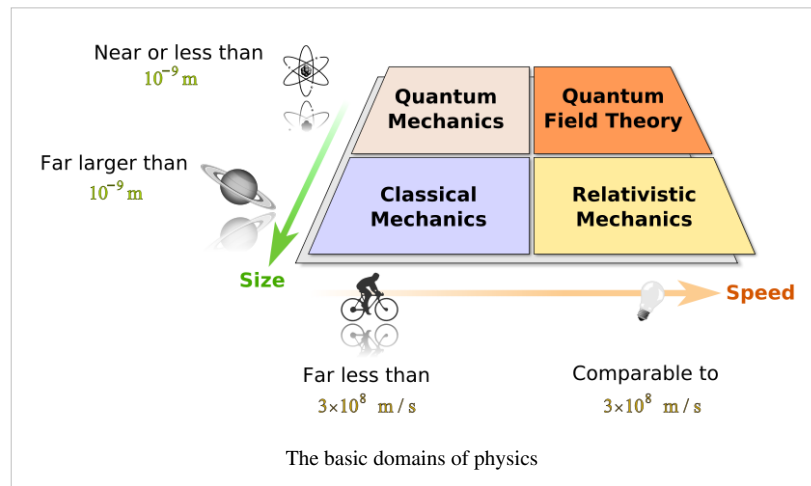 Near or less than
10⁻⁹ m
Quantum
Mechanics
Quantum
Field Theory
Far larger than
10⁻⁹ m
Classical
Mechanics
Relativistic
Mechanics
Size
Speed
Far less than
3×10⁸ m / s
Comparable to
3×10⁸ m / s
The basic domains of physics